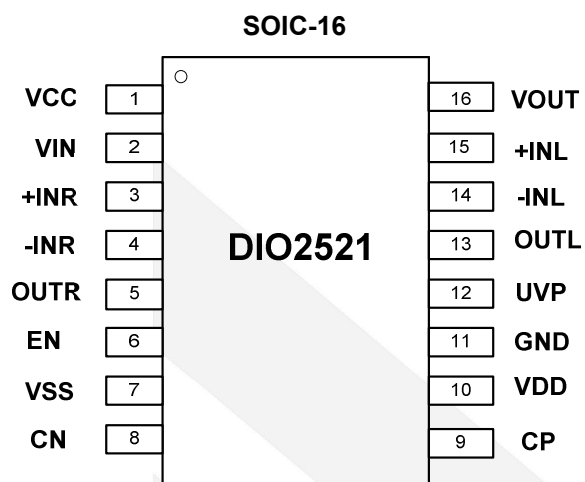 SOIC-16
VCC 1 16 VOUT
VIN 2 15 +INL
+INR 3 14 -INL
-INR 4 DIO2521 13 OUTL
OUTR 5 12 UVP
EN 6 11 GND
VSS 7 10 VDD
CN 8 9 CP